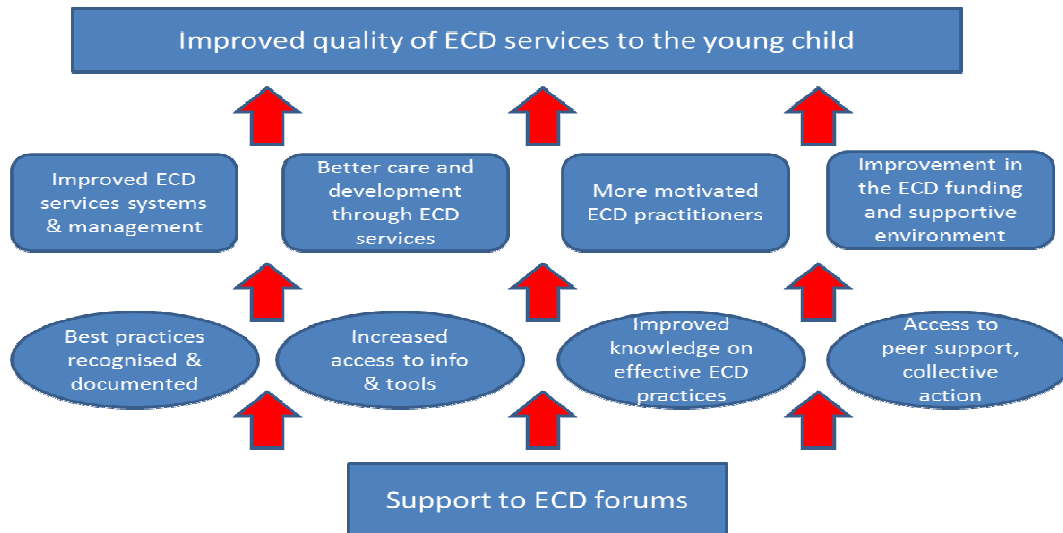 Improved quality of ECD services to the young child
Improved ECD
services systems
& management
Better care and
development
through ECD
services
More motivated
ECD practitioners
Improvement in
the ECD funding
and supportive
environment
Best practices
recognised &
documented
Increased
access to info
& tools
Improved
knowledge on
effective ECD
practices
Access to
peer support,
collective
action
Support to ECD forums